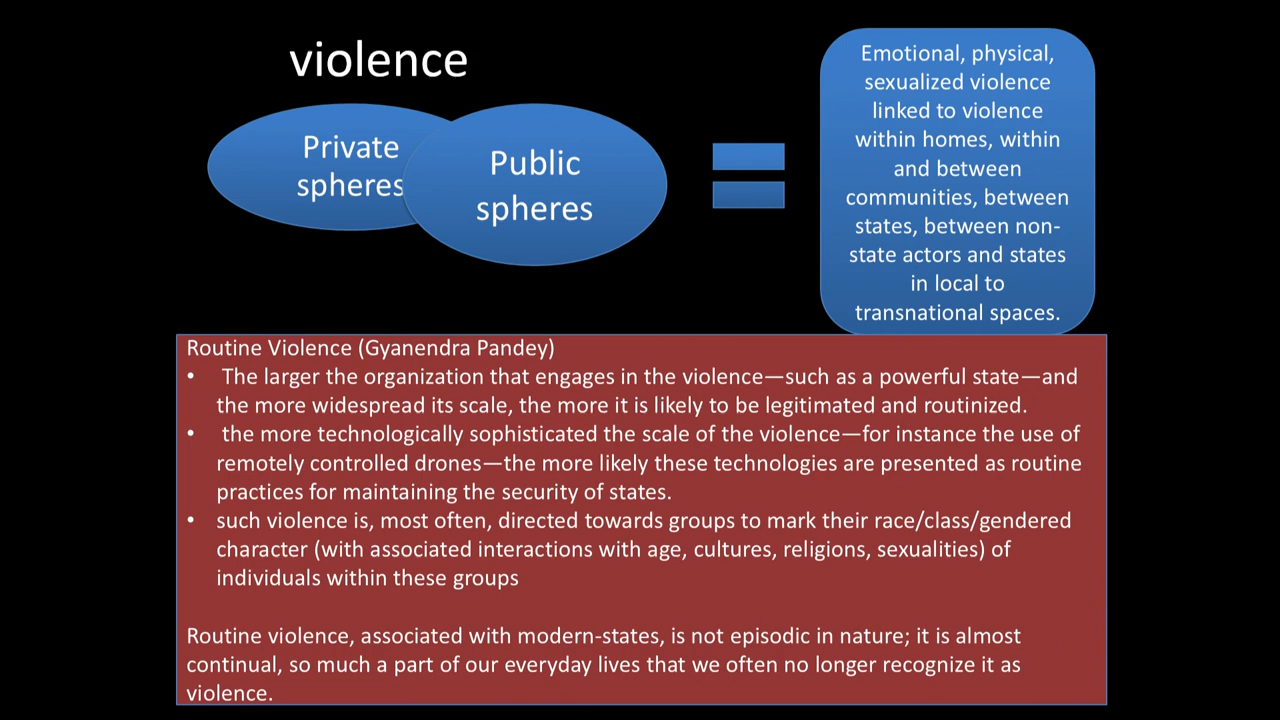 violence
Private
spheres
Public
spheres
Emotional, physical,
sexualized violence
linked to violence
within homes, within
and between
communities, between
states, between non-
state actors and states
in local to
transnational spaces.
Routine Violence (Gyanendra Pandey)
• The larger the organization that engages in the violence—such as a powerful state—and
the more widespread its scale, the more it is likely to be legitimated and routinized.
• the more technologically sophisticated the scale of the violence—for instance the use of
remotely controlled drones—the more likely these technologies are presented as routine
practices for maintaining the security of states.
• such violence is, most often, directed towards groups to mark their race/class/gendered
character (with associated interactions with age, cultures, religions, sexualities) of
individuals within these groups
Routine violence, associated with modern-states, is not episodic in nature; it is almost
continual, so much a part of our everyday lives that we often no longer recognize it as
violence.